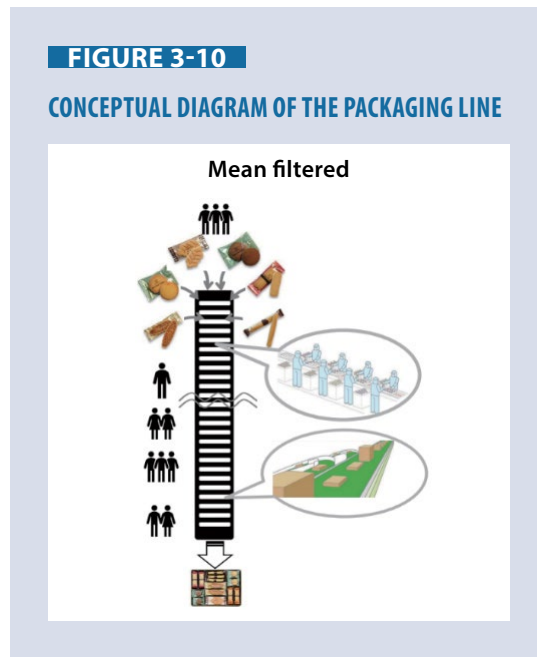 FIGURE 3-10
CONCEPTUAL DIAGRAM OF THE PACKAGING LINE
Mean filtered